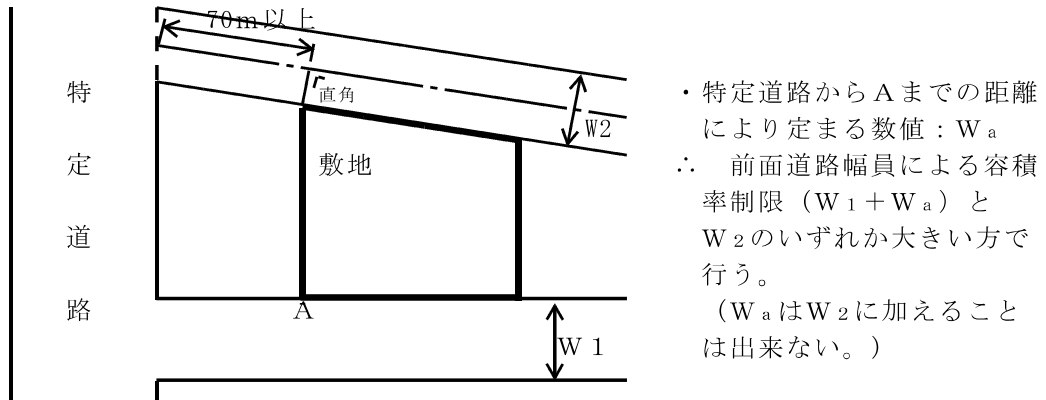 70m以上
特定道路
直角
W2
敷地
A
W1
・特定道路からAまでの距離
により定まる数値：Wa
∴　前面道路幅員による容積
率制限（W1＋Wa）と
W2のいずれか大きい方で
行う。
（WaはW2に加えること
は出来ない。）